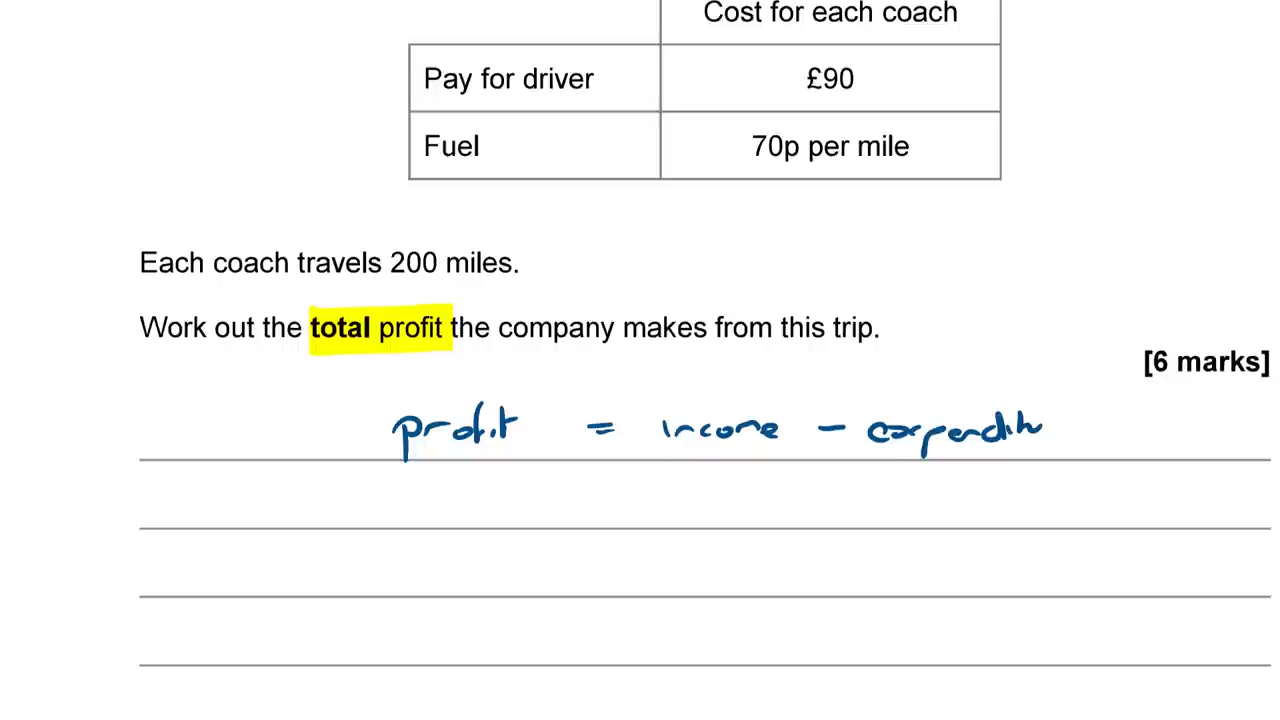 Cost for each coach
Pay for driver £90
Fuel 70p per mile
Each coach travels 200 miles.
Work out the total profit the company makes from this trip.
[6 marks]
profit = income - expenditu